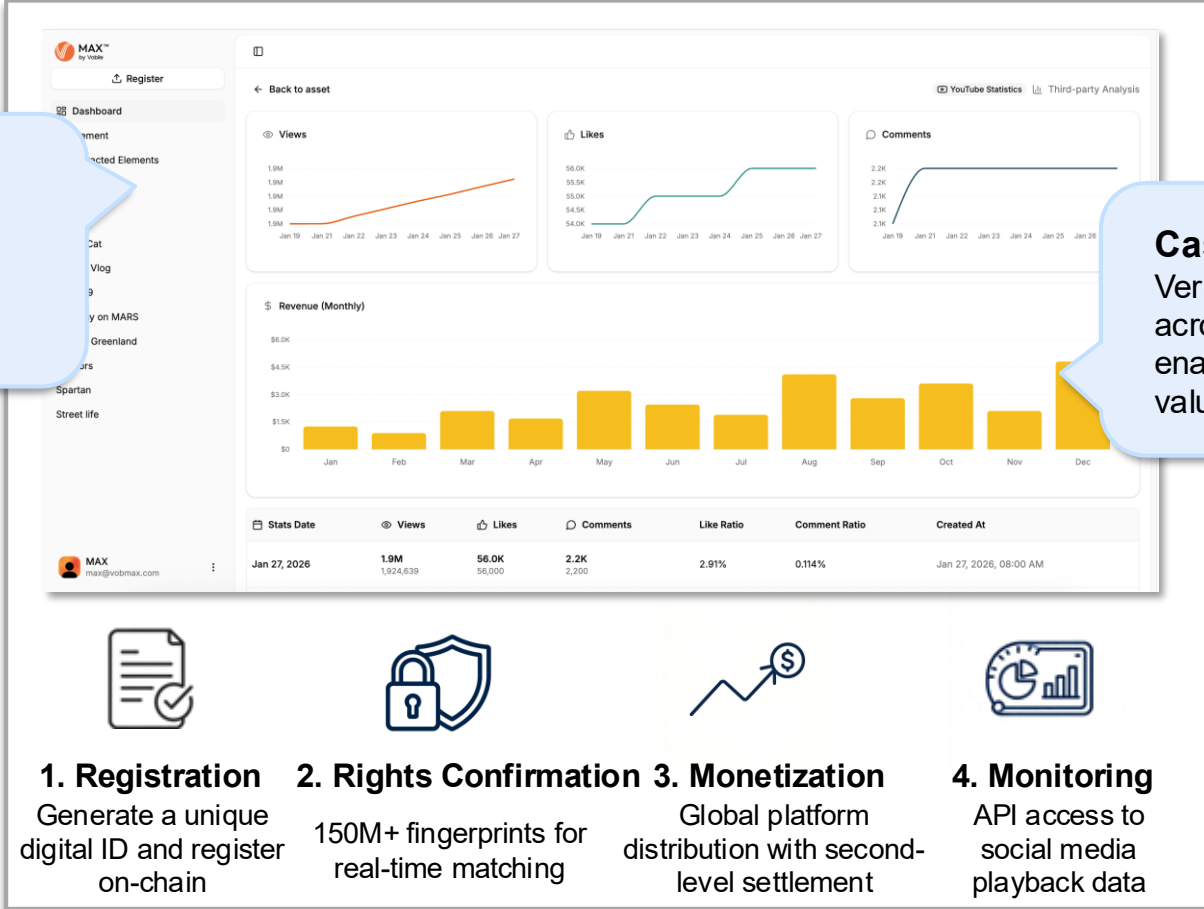 MAX™
by Vobile
Register
Dashboard
Back to asset
YouTube Statistics
Third-party Analysis
Views
1.9M
1.9M
1.9M
1.9M
1.9M
Jan 19 Jan 21 Jan 22 Jan 23 Jan 24 Jan 25 Jan 26 Jan 27
Likes
56.0K
55.5K
55.0K
54.5K
54.0K
Jan 19 Jan 21 Jan 22 Jan 23 Jan 24 Jan 25 Jan 26 Jan 27
Comments
2.2K
2.2K
2.1K
2.1K
2.1K
Jan 19 Jan 21 Jan 22 Jan 23 Jan 24 Jan 25 Jan 26
Elements
Cat
Vlog
on MARS
Greenland
Spartan
Street life
$ Revenue (Monthly)
$6.0K
$4.5K
$3.0K
$1.5K
$0
Jan Feb Mar Apr May Jun Jul Aug Sep Oct Nov Dec
Stats Date Views Likes Comments Like Ratio Comment Ratio Created At
Jan 27, 2026 1.9M 56.0K 2.2K 2.91% 0.114% Jan 27, 2026, 08:00 AM
1,924,639 56,000 2,200
MAX
max@vobmax.com
1. Registration
Generate a unique
digital ID and register
on-chain
2. Rights Confirmation
150M+ fingerprints for
real-time matching
3. Monetization
Global platform
distribution with second-
level settlement
4. Monitoring
API access to
social media
playback data